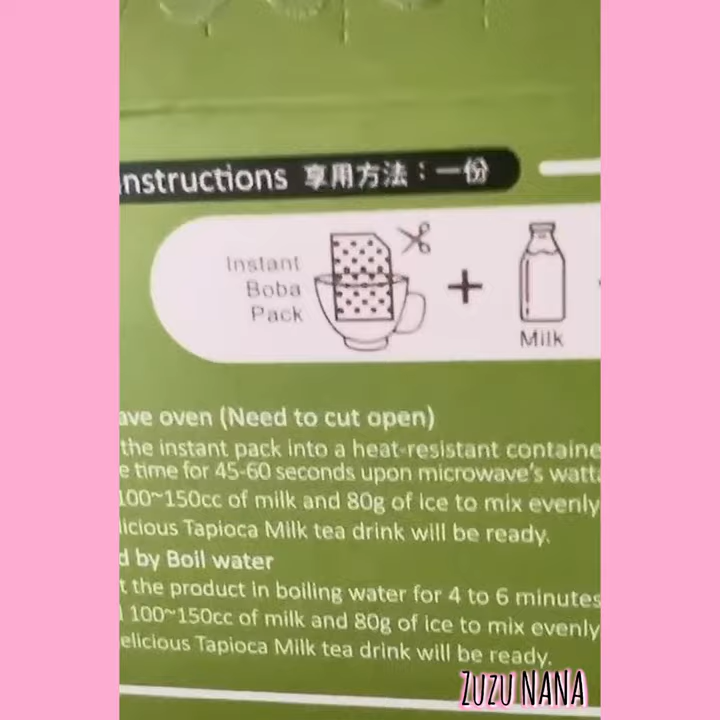 nstructions 享用方法：一份
Instant
Boba
Pack
+
Milk
ave oven (Need to cut open)
the instant pack into a heat-resistant containe
e time for 45-60 seconds upon microwave's watt
100~150cc of milk and 80g of ice to mix evenly
licious Tapioca Milk tea drink will be ready.
d by Boil water
t the product in boiling water for 4 to 6 minutes
100~150cc of milk and 80g of ice to mix evenly
elicious Tapioca Milk tea drink will be ready.
ZUZU NANA